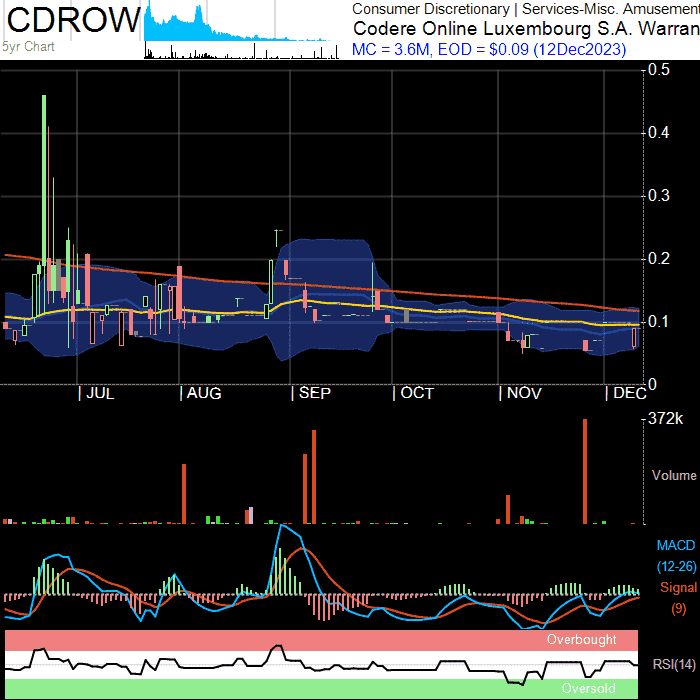 CDROW
5yr Chart
Consumer Discretionary | Services-Misc. Amusement
Codere Online Luxembourg S.A. Warran
MC = 3.6M, EOD = $0.09 (12Dec2023)
0.5
0.4
0.3
0.2
0.1
0
| JUL | AUG | SEP | OCT | NOV | DEC
372k
Volume
MACD
(12-26)
Signal
(9)
Overbought
RSI(14)
Oversold